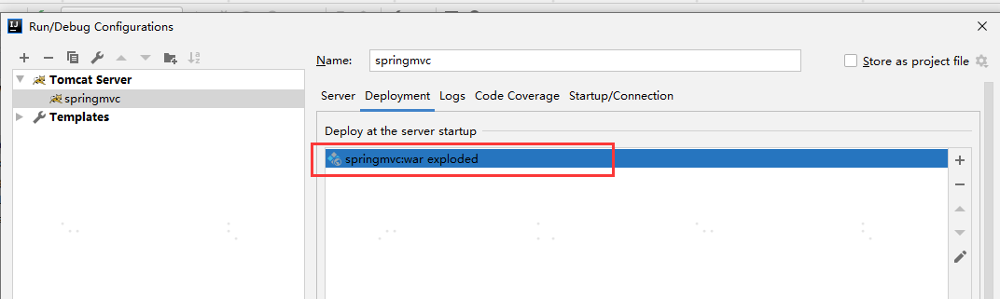 IJ Run/Debug Configurations
Name: springmvc Store as project file
Tomcat Server
springmvc
Templates
Server Deployment Logs Code Coverage Startup/Connection
Deploy at the server startup
springmvc:war exploded